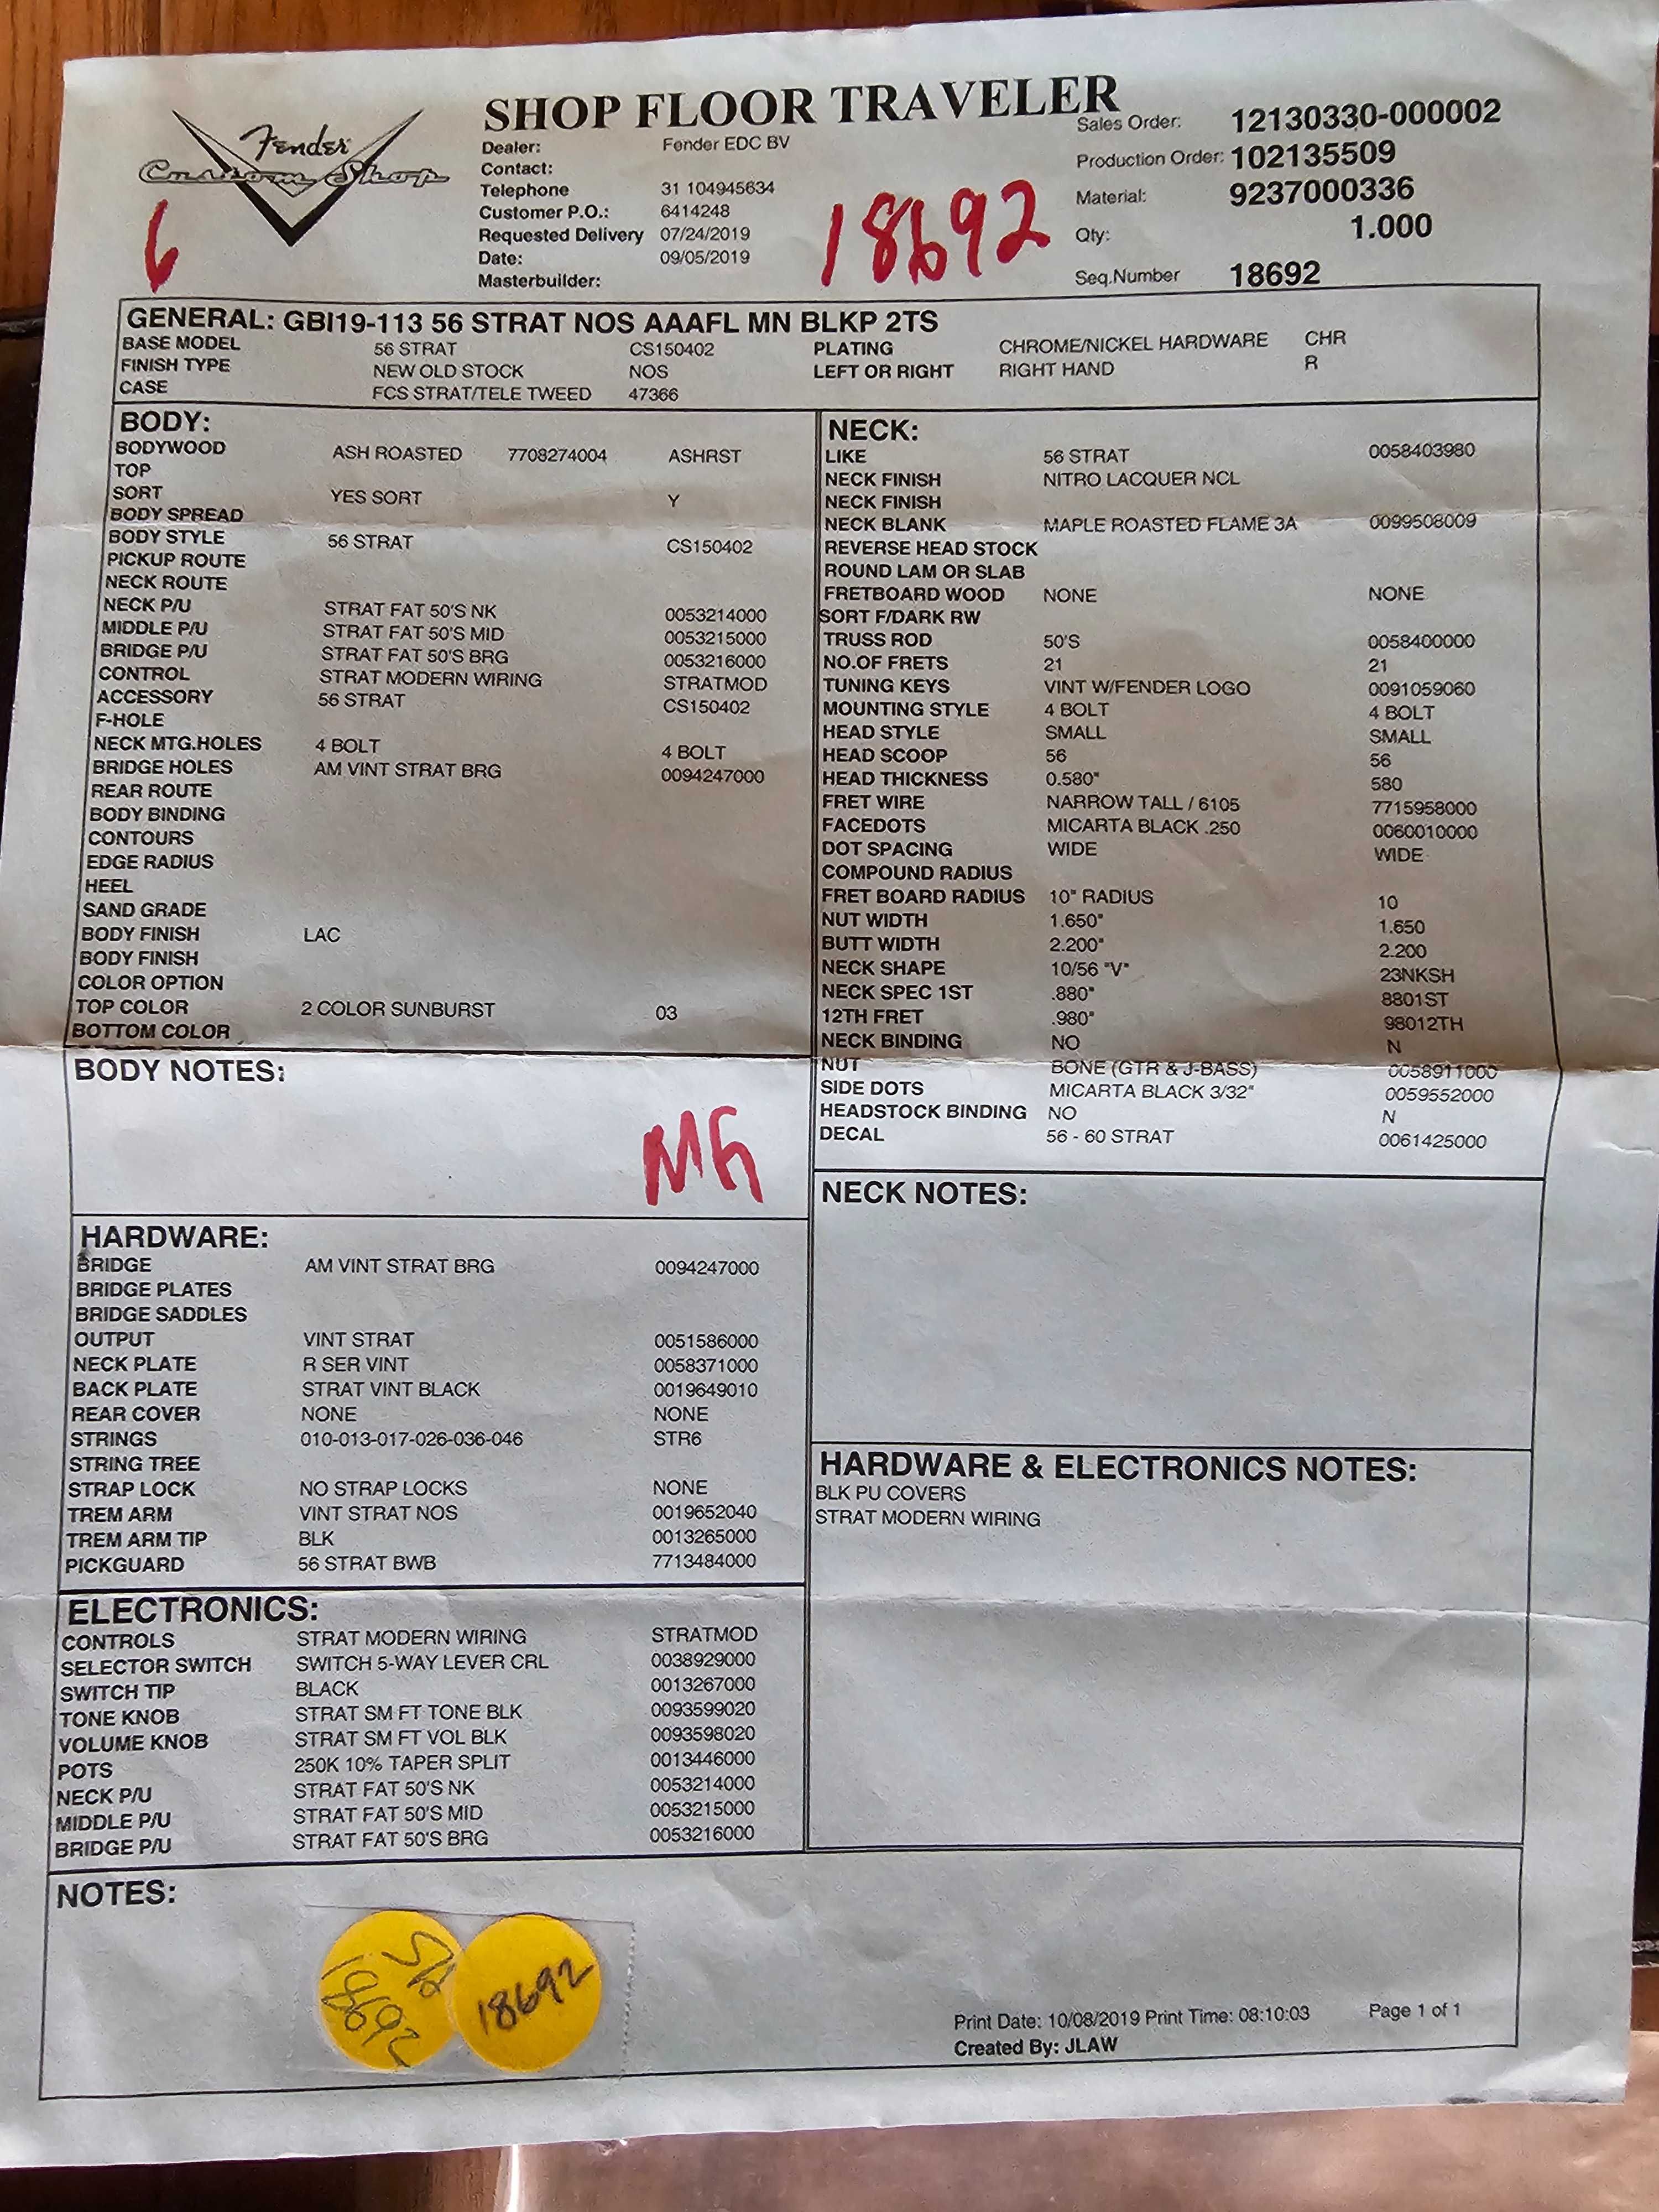 Fender
Custom Shop
SHOP FLOOR TRAVELER
Dealer: Fender EDC BV
Contact:
Telephone 31 104945634
Customer P.O.: 6414248
Requested Delivery 07/24/2019
Date: 09/05/2019
Masterbuilder:
6
18692
Sales Order: 12130330-000002
Production Order: 102135509
Material: 9237000336
Qty: 1.000
Seq.Number 18692
GENERAL: GBI19-113 56 STRAT NOS AAAFL MN BLKP 2TS
BASE MODEL 56 STRAT CS150402 PLATING CHROME/NICKEL HARDWARE CHR
FINISH TYPE NEW OLD STOCK NOS LEFT OR RIGHT RIGHT HAND R
CASE FCS STRAT/TELE TWEED 47366
BODY:
BODYWOOD ASH ROASTED 7708274004 ASHRST
TOP
SORT YES SORT Y
BODY SPREAD
BODY STYLE 56 STRAT CS150402
PICKUP ROUTE
NECK ROUTE
NECK P/U STRAT FAT 50'S NK 0053214000
MIDDLE P/U STRAT FAT 50'S MID 0053215000
BRIDGE P/U STRAT FAT 50'S BRG 0053216000
CONTROL STRAT MODERN WIRING STRATMOD
ACCESSORY 56 STRAT CS150402
F-HOLE
NECK MTG.HOLES 4 BOLT 4 BOLT
BRIDGE HOLES AM VINT STRAT BRG 0094247000
REAR ROUTE
BODY BINDING
CONTOURS
EDGE RADIUS
HEEL
SAND GRADE
BODY FINISH LAC
BODY FINISH
COLOR OPTION
TOP COLOR 2 COLOR SUNBURST 03
BOTTOM COLOR
BODY NOTES:
NECK:
LIKE 56 STRAT 0058403980
NECK FINISH NITRO LACQUER NCL
NECK FINISH
NECK BLANK MAPLE ROASTED FLAME 3A 0099508009
REVERSE HEAD STOCK
ROUND LAM OR SLAB
FRETBOARD WOOD NONE NONE
SORT F/DARK RW
TRUSS ROD 50'S 0058400000
NO.OF FRETS 21 21
TUNING KEYS VINT W/FENDER LOGO 0091059060
MOUNTING STYLE 4 BOLT 4 BOLT
HEAD STYLE SMALL SMALL
HEAD SCOOP 56 56
HEAD THICKNESS 0.580" 580
FRET WIRE NARROW TALL / 6105 7715958000
FACEDOTS MICARTA BLACK .250 0060010000
DOT SPACING WIDE WIDE
COMPOUND RADIUS
FRET BOARD RADIUS 10" RADIUS 10
NUT WIDTH 1.650" 1.650
BUTT WIDTH 2.200" 2.200
NECK SHAPE 10/56 "V" 23NKSH
NECK SPEC 1ST .880" 8801ST
12TH FRET .980" 98012TH
NECK BINDING NO N
NUT BONE (GTR & J-BASS) 0058911000
SIDE DOTS MICARTA BLACK 3/32" 0059552000
HEADSTOCK BINDING NO N
DECAL 56 - 60 STRAT 0061425000
NECK NOTES:
HARDWARE:
BRIDGE AM VINT STRAT BRG 0094247000
BRIDGE PLATES
BRIDGE SADDLES
OUTPUT VINT STRAT 0051586000
NECK PLATE R SER VINT 0058371000
BACK PLATE STRAT VINT BLACK 0019649010
REAR COVER NONE NONE
STRINGS 010-013-017-026-036-046 STR6
STRING TREE
STRAP LOCK NO STRAP LOCKS NONE
TREM ARM VINT STRAT NOS 0019652040
TREM ARM TIP BLK 0013265000
PICKGUARD 56 STRAT BWB 7713484000
HARDWARE & ELECTRONICS NOTES:
BLK PU COVERS
STRAT MODERN WIRING
ELECTRONICS:
CONTROLS STRAT MODERN WIRING STRATMOD
SELECTOR SWITCH SWITCH 5-WAY LEVER CRL 0038929000
SWITCH TIP BLACK 0013267000
TONE KNOB STRAT SM FT TONE BLK 0093599020
VOLUME KNOB STRAT SM FT VOL BLK 0093598020
POTS 250K 10% TAPER SPLIT 0013446000
NECK P/U STRAT FAT 50'S NK 0053214000
MIDDLE P/U STRAT FAT 50'S MID 0053215000
BRIDGE P/U STRAT FAT 50'S BRG 0053216000
NOTES:
18692
18692
Print Date: 10/08/2019 Print Time: 08:10:03 Page 1 of 1
Created By: JLAW